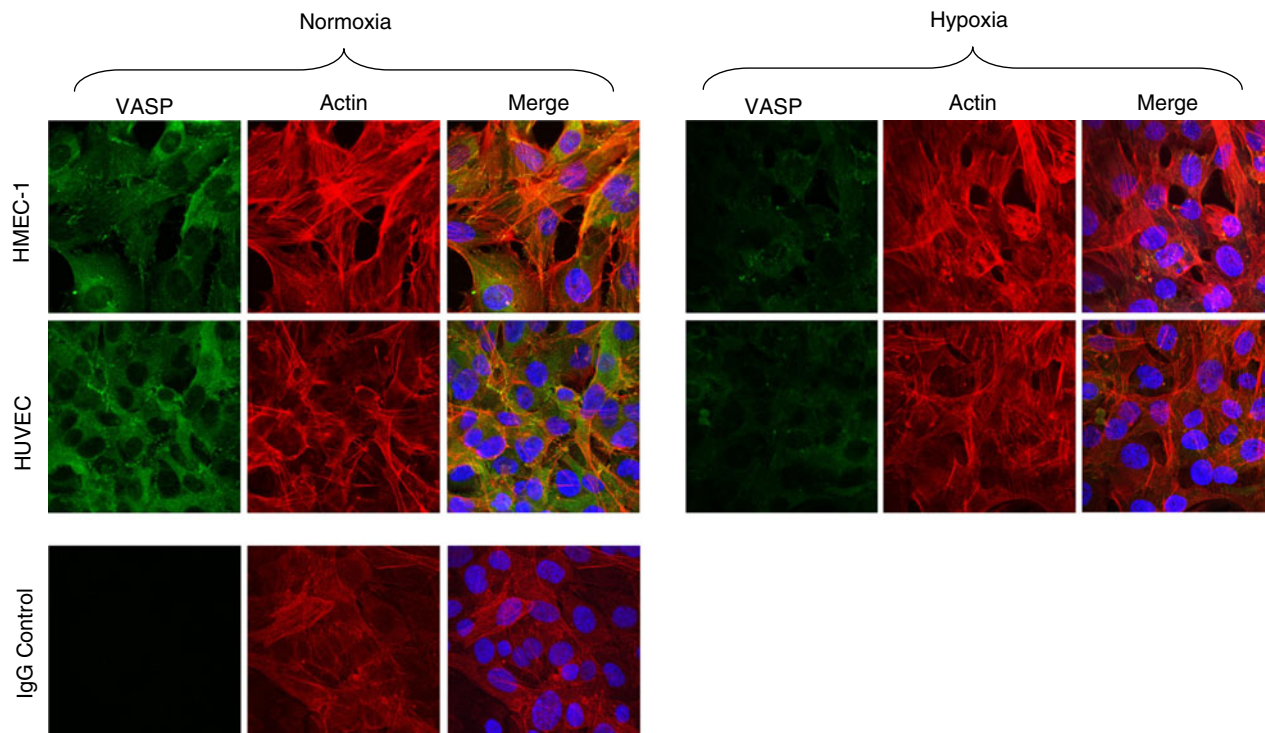 Normoxia
Hypoxia
VASP Actin Merge
VASP Actin Merge
HMEC-1
HUVEC
IgG Control